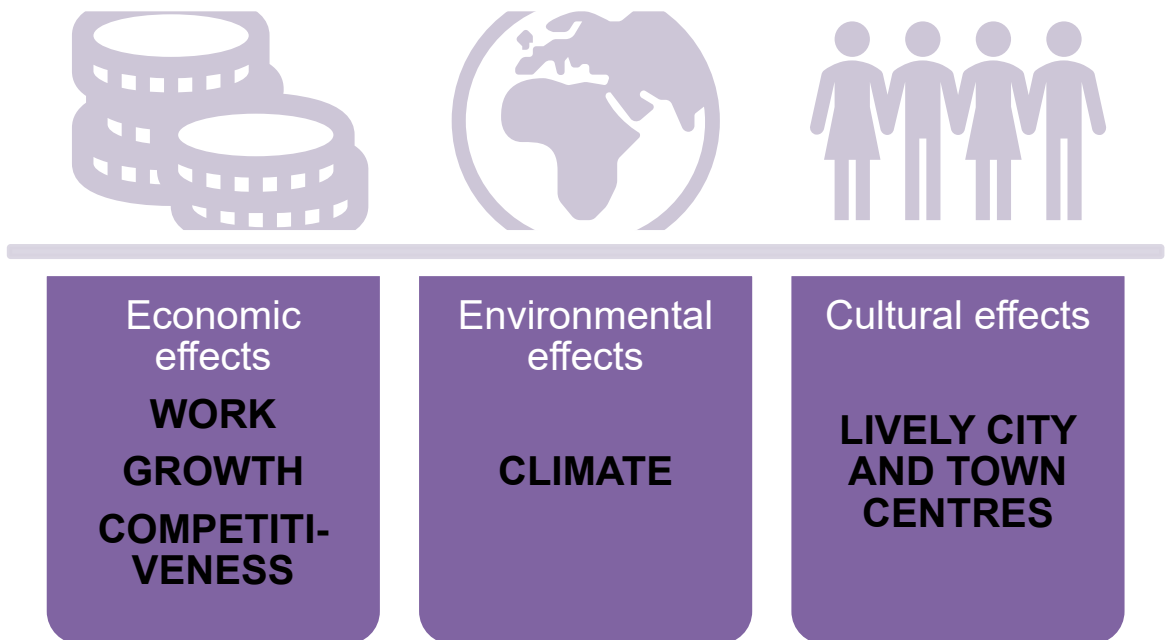 Economic
effects
WORK
GROWTH
COMPETITI-
VENESS
Environmental
effects
CLIMATE
Cultural effects
LIVELY CITY
AND TOWN
CENTRES